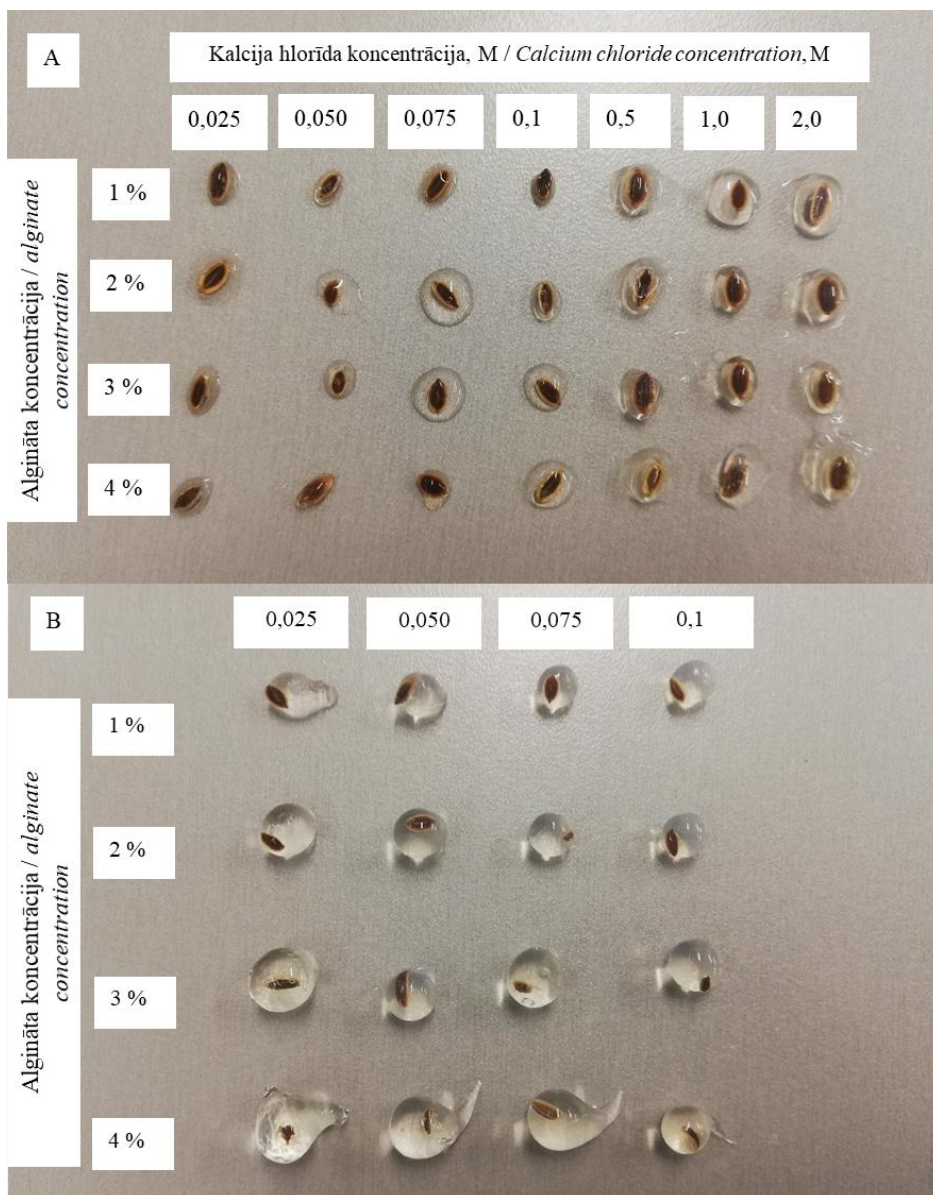 A
Kalcija hlorīda koncentrācija, M / Calcium chloride concentration, M
0,025 0,050 0,075 0,1 0,5 1,0 2,0
Algināta koncentrācija / alginate
concentration
1 %
2 %
3 %
4 %
B
0,025 0,050 0,075 0,1
Algināta koncentrācija / alginate
concentration
1 %
2 %
3 %
4 %